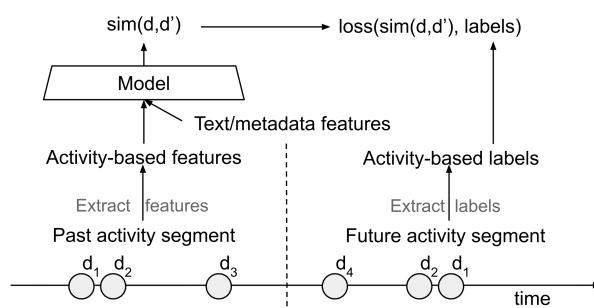 sim(d,d’) loss(sim(d,d’), labels)
Model
Text/metadata features
Activity-based features Activity-based labels
Extract features Extract labels
Past activity segment Future activity segment
d1 d2 d3 d4 d2 d1
time